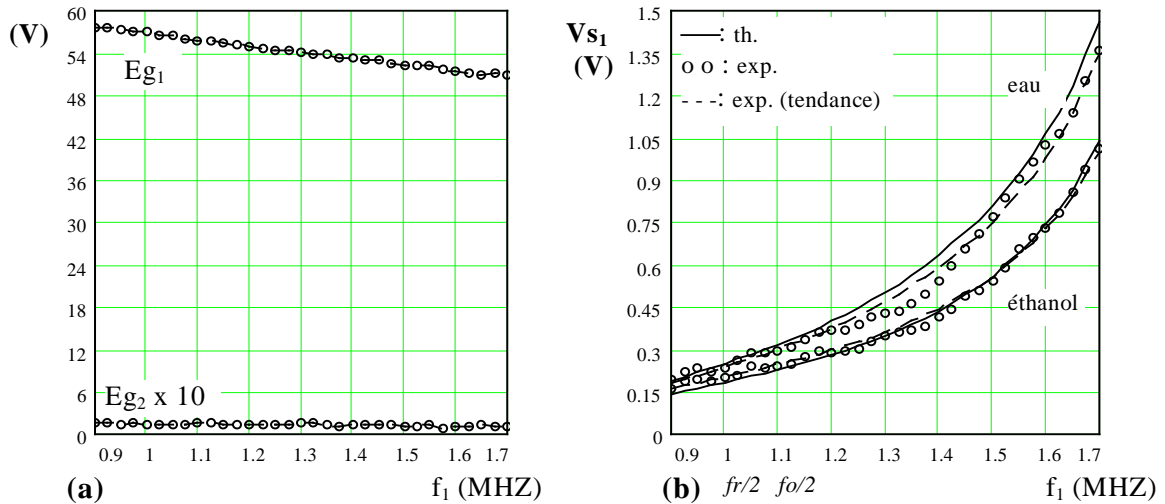 (V)
60
54
48
42
36
30
24
18
12
6
0
Eg1
Eg2 x 10
0.9 1 1.1 1.2 1.3 1.4 1.5 1.6 1.7
(a) f1 (MHZ)
Vs1
(V)
1.5
1.35
1.2
1.05
0.9
0.75
0.6
0.45
0.3
0.15
0
: th.
o o : exp.
- - -: exp. (tendance)
eau
éthanol
0.9 1 1.1 1.2 1.3 1.4 1.5 1.6 1.7
(b) fr/2 fo/2 f1 (MHZ)